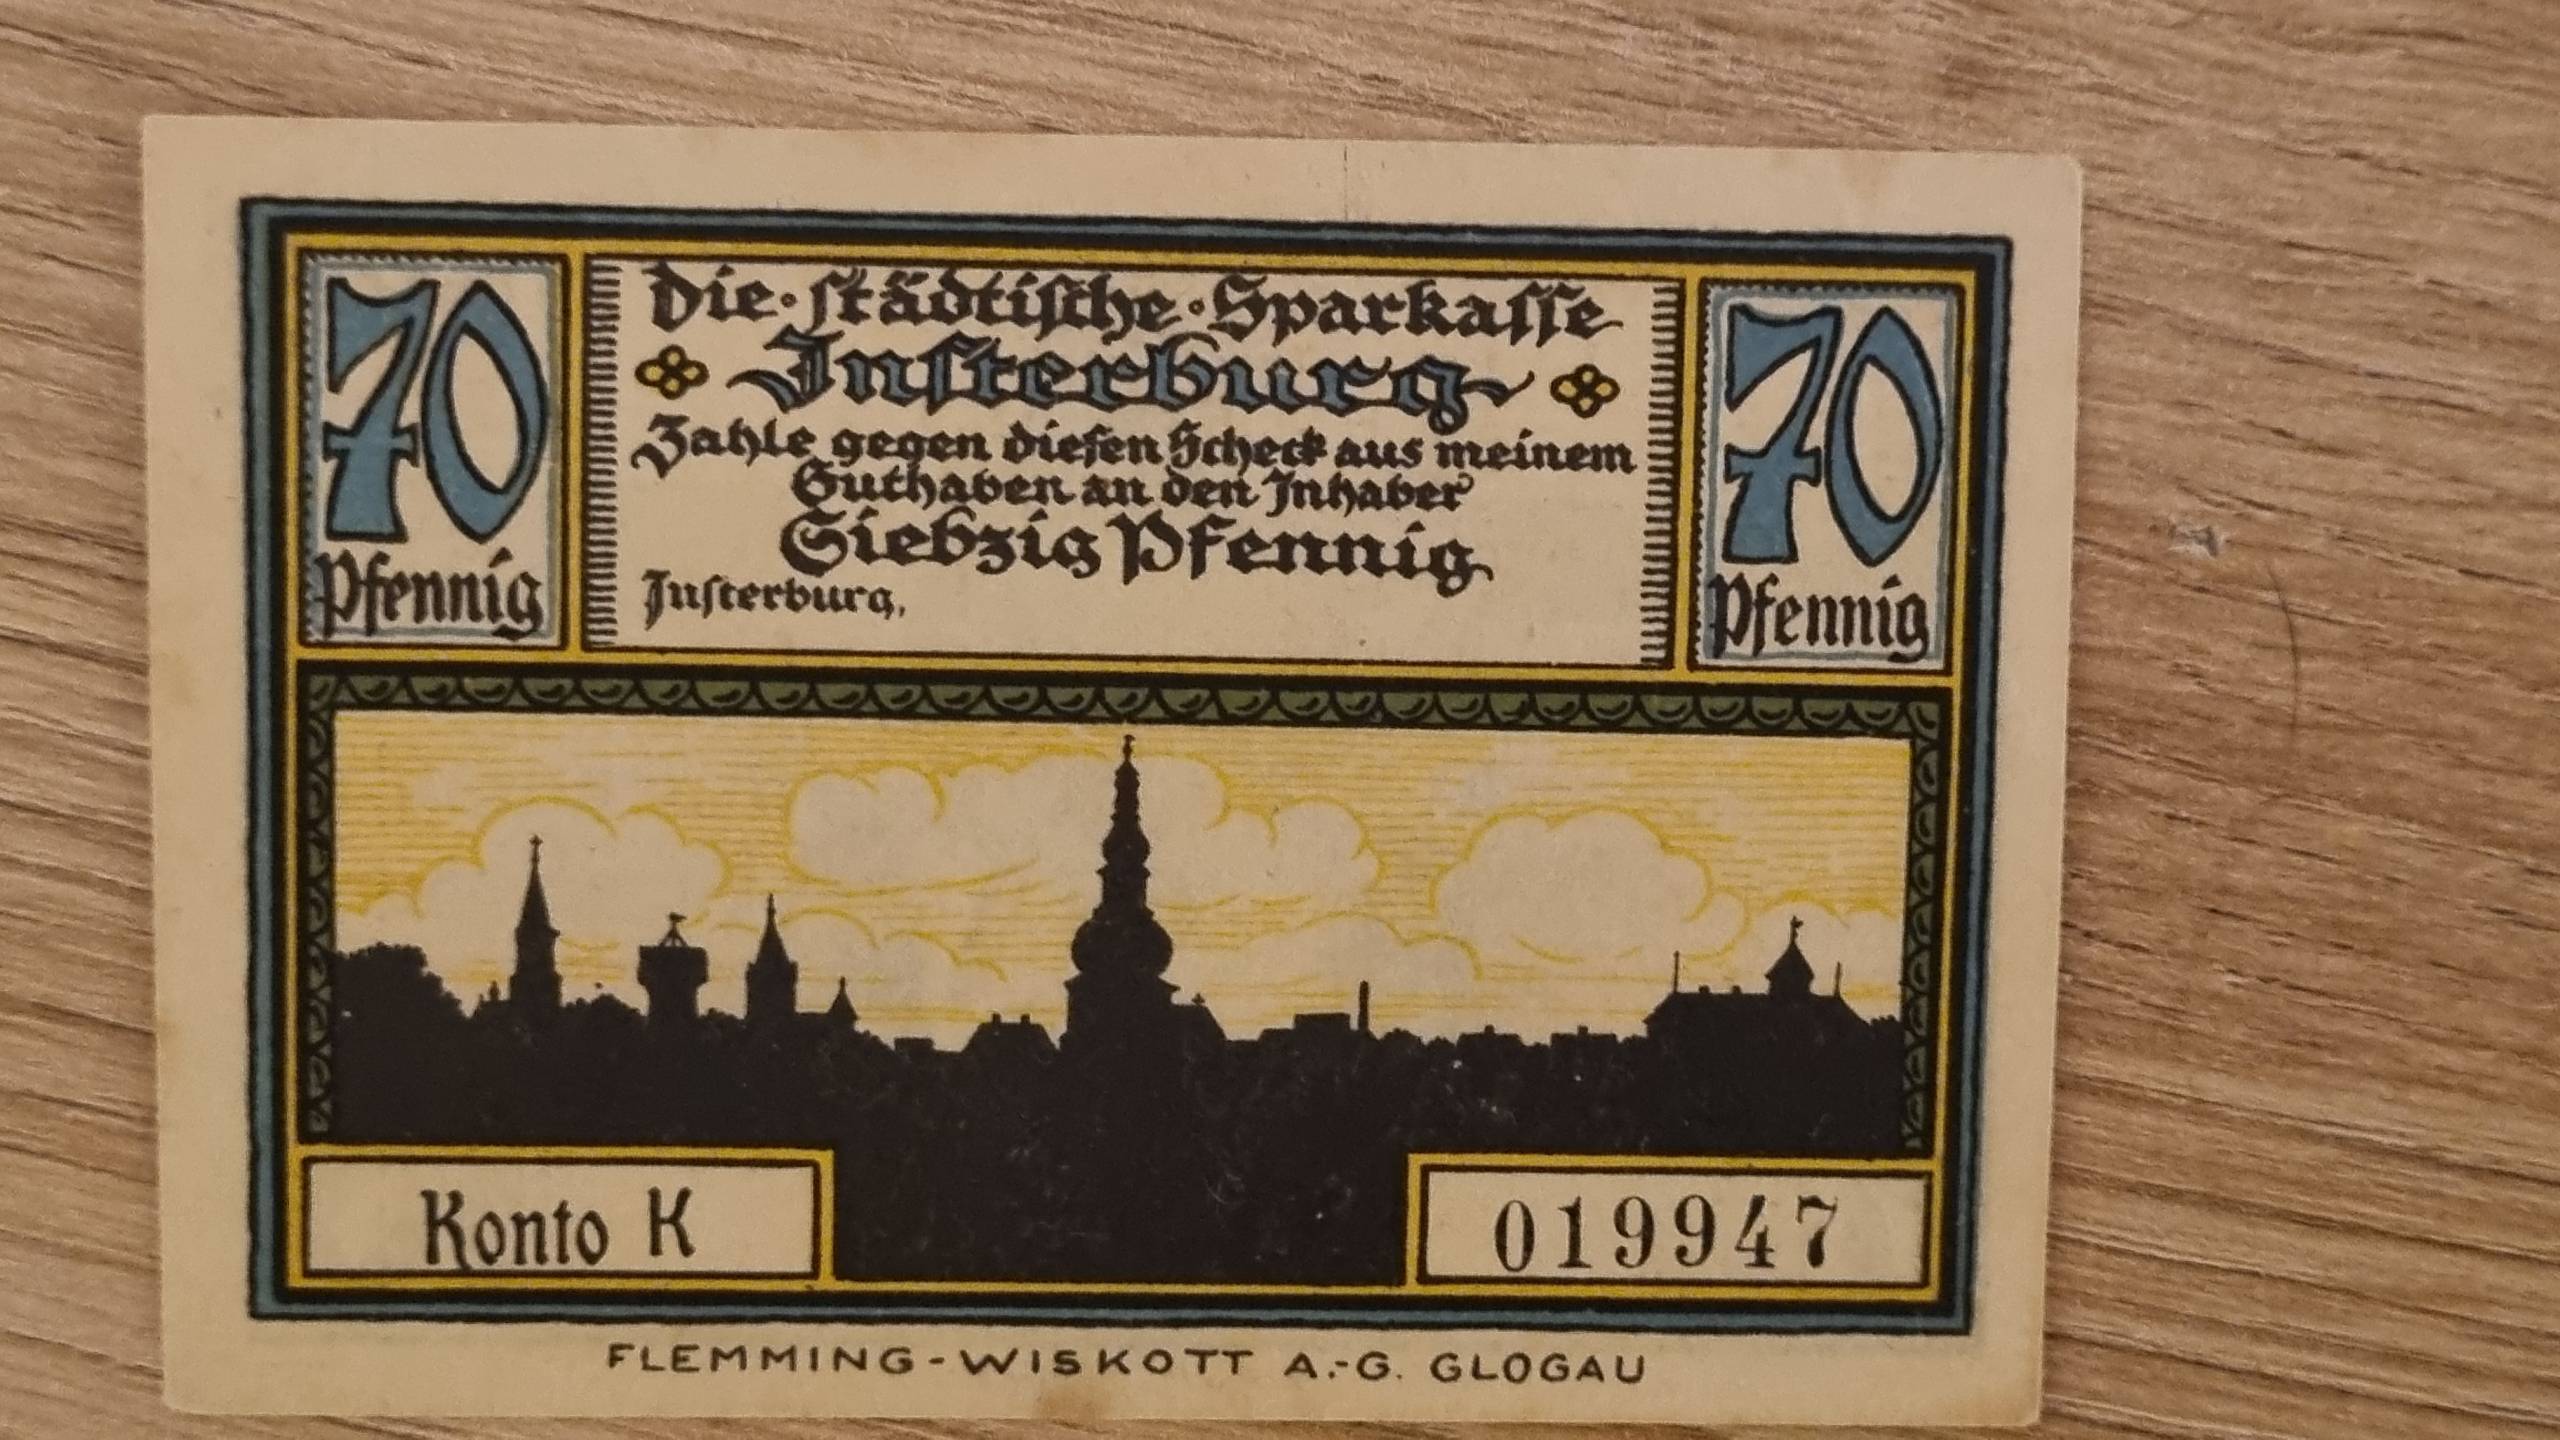 70
Pfennig
Die · städtische · Sparkasse
Insterburg
Zahle gegen diesen Scheck aus meinem
Guthaben an den Inhaber
Siebzig Pfennig
Insterburg,
70
Pfennig
Konto K
019947
FLEMMING-WISKOTT A.-G. GLOGAU